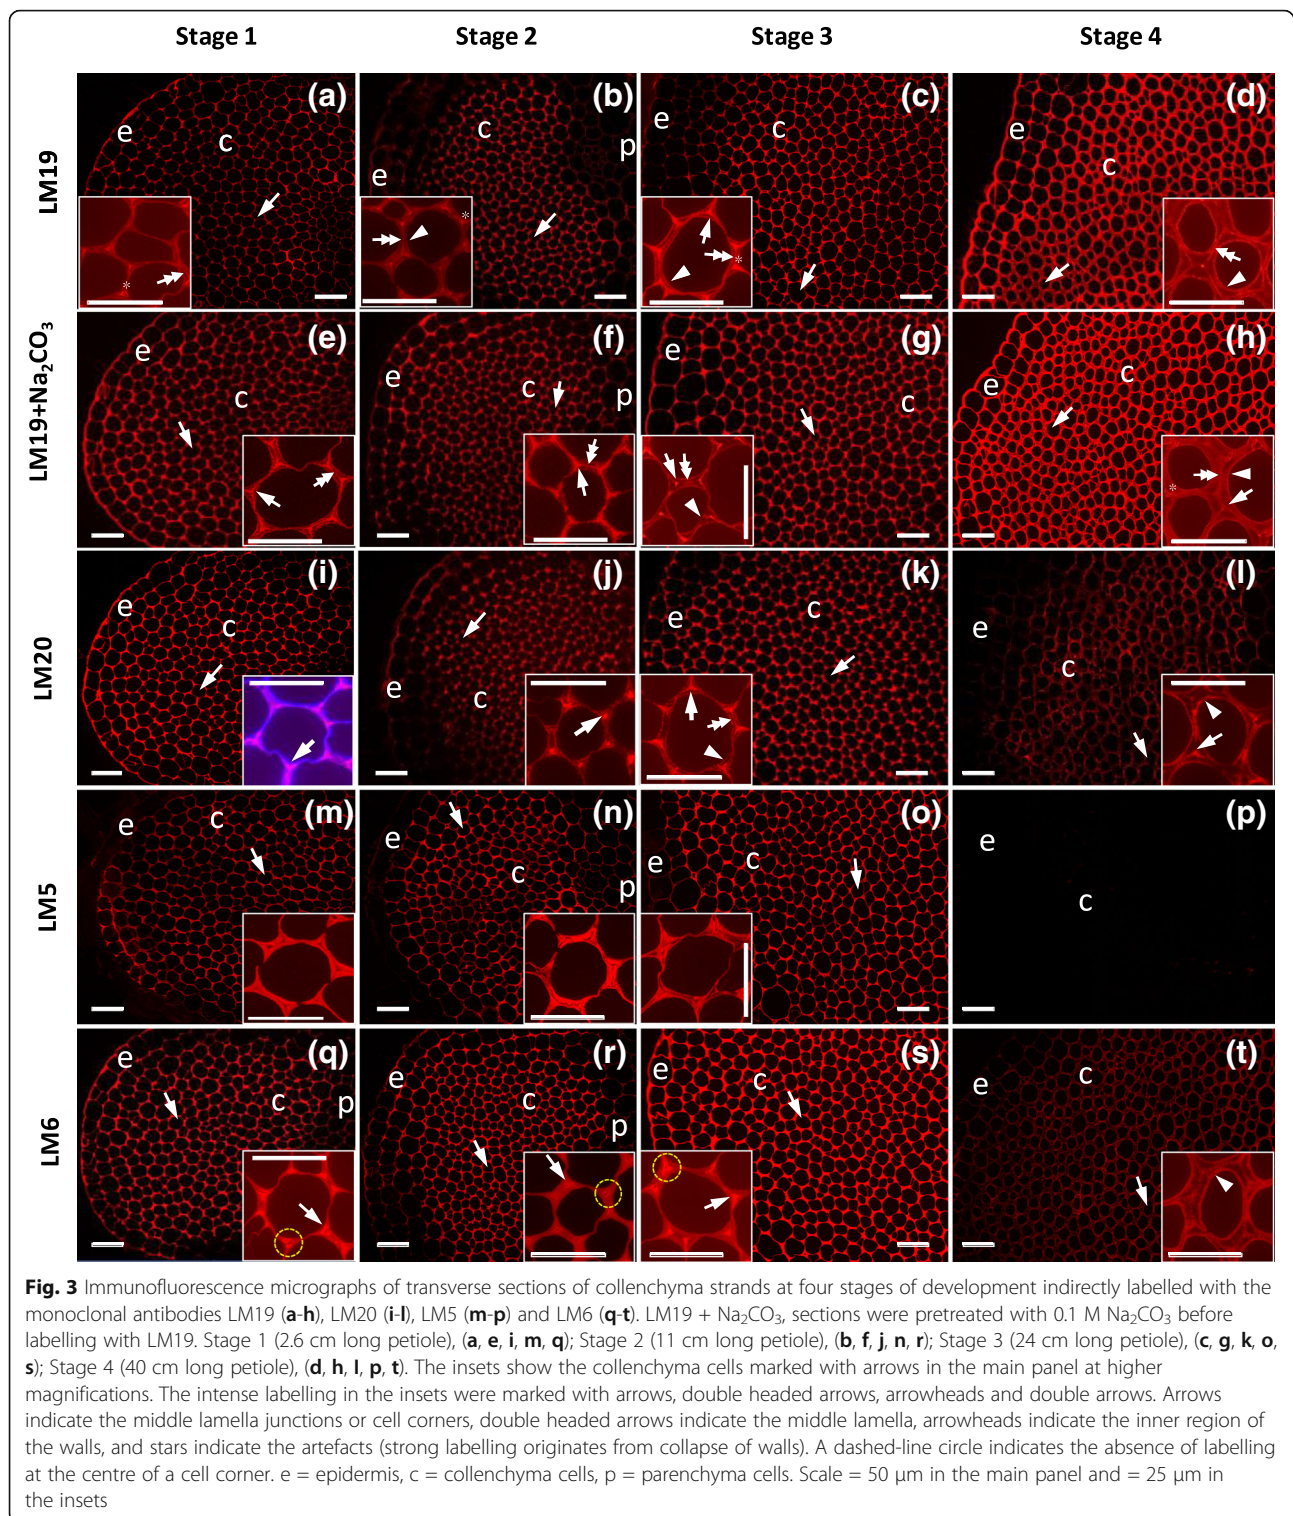 Stage 1 Stage 2 Stage 3 Stage 4
LM19
(a) e c
(b) e c p
(c) e c
(d) e c
* * *
LM19+Na₂CO₃
(e) e c
(f) e c p
(g) e c
(h) e c
*
LM20
(i) e c
(j) e c
(k) e c
(l) e c
LM5
(m) e c
(n) e c p
(o) e c
(p) e c
LM6
(q) e c p
(r) e c p
(s) e c
(t) e c
Fig. 3 Immunofluorescence micrographs of transverse sections of collenchyma strands at four stages of development indirectly labelled with the
monoclonal antibodies LM19 (a-h), LM20 (i-l), LM5 (m-p) and LM6 (q-t). LM19 + Na₂CO₃, sections were pretreated with 0.1 M Na₂CO₃ before
labelling with LM19. Stage 1 (2.6 cm long petiole), (a, e, i, m, q); Stage 2 (11 cm long petiole), (b, f, j, n, r); Stage 3 (24 cm long petiole), (c, g, k, o,
s); Stage 4 (40 cm long petiole), (d, h, l, p, t). The insets show the collenchyma cells marked with arrows in the main panel at higher
magnifications. The intense labelling in the insets were marked with arrows, double headed arrows, arrowheads and double arrows. Arrows
indicate the middle lamella junctions or cell corners, double headed arrows indicate the middle lamella, arrowheads indicate the inner region of
the walls, and stars indicate the artefacts (strong labelling originates from collapse of walls). A dashed-line circle indicates the absence of labelling
at the centre of a cell corner. e = epidermis, c = collenchyma cells, p = parenchyma cells. Scale = 50 μm in the main panel and = 25 μm in
the insets